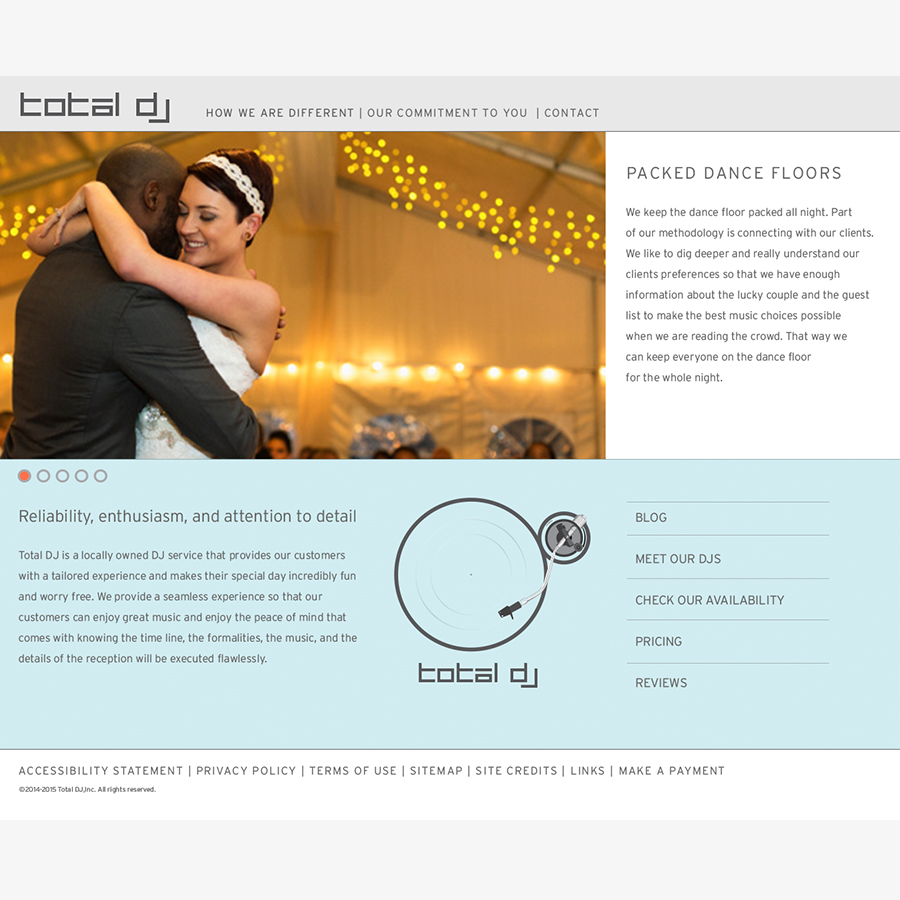 total dj
HOW WE ARE DIFFERENT | OUR COMMITMENT TO YOU | CONTACT
PACKED DANCE FLOORS
We keep the dance floor packed all night. Part
of our methodology is connecting with our clients.
We like to dig deeper and really understand our
clients preferences so that we have enough
information about the lucky couple and the guest
list to make the best music choices possible
when we are reading the crowd. That way we
can keep everyone on the dance floor
for the whole night.
Reliability, enthusiasm, and attention to detail
Total DJ is a locally owned DJ service that provides our customers
with a tailored experience and makes their special day incredibly fun
and worry free. We provide a seamless experience so that our
customers can enjoy great music and enjoy the peace of mind that
comes with knowing the time line, the formalities, the music, and the
details of the reception will be executed flawlessly.
total dj
BLOG
MEET OUR DJS
CHECK OUR AVAILABILITY
PRICING
REVIEWS
ACCESSIBILITY STATEMENT | PRIVACY POLICY | TERMS OF USE | SITEMAP | SITE CREDITS | LINKS | MAKE A PAYMENT
©2014-2015 Total DJ,Inc. All rights reserved.